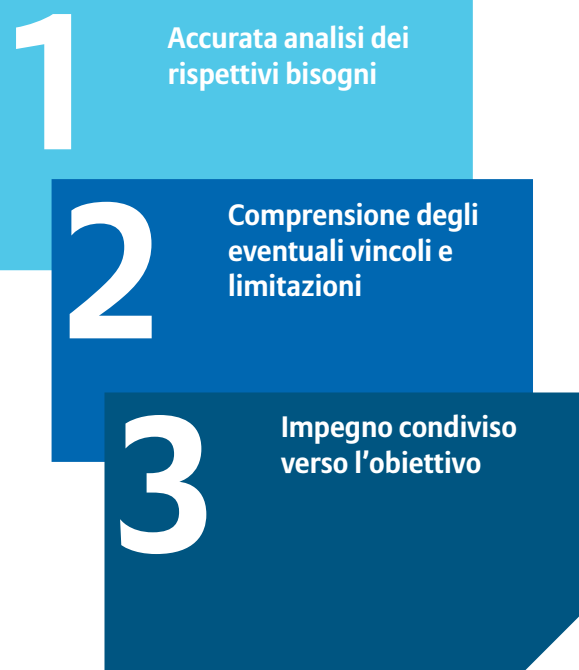 1
Accurata analisi dei
rispettivi bisogni
2
Comprensione degli
eventuali vincoli e
limitazioni
3
Impegno condiviso
verso l'obiettivo